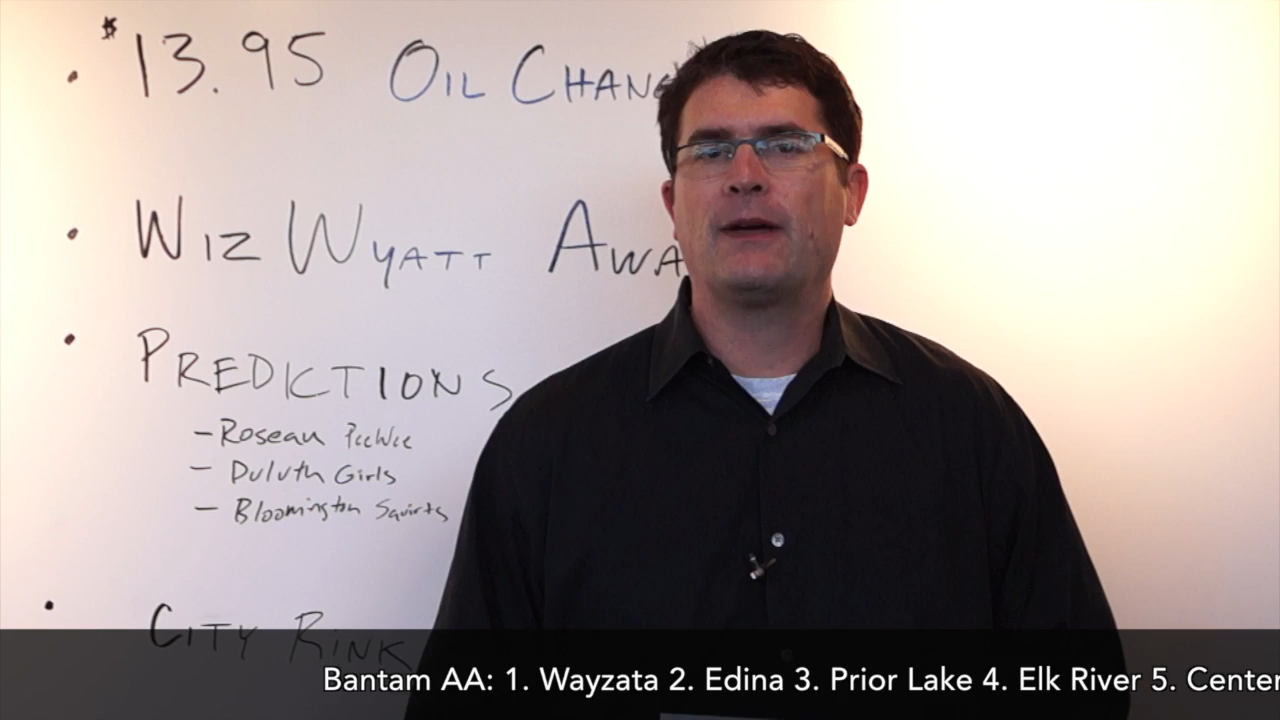 $13.95 OIL CHANG
WIZ WYATT AWA
PREDICTIONS
- Roseau PeeWee
- Duluth Girls
- Bloomington Squirts
CITY RINK
Bantam AA: 1. Wayzata 2. Edina 3. Prior Lake 4. Elk River 5. Center